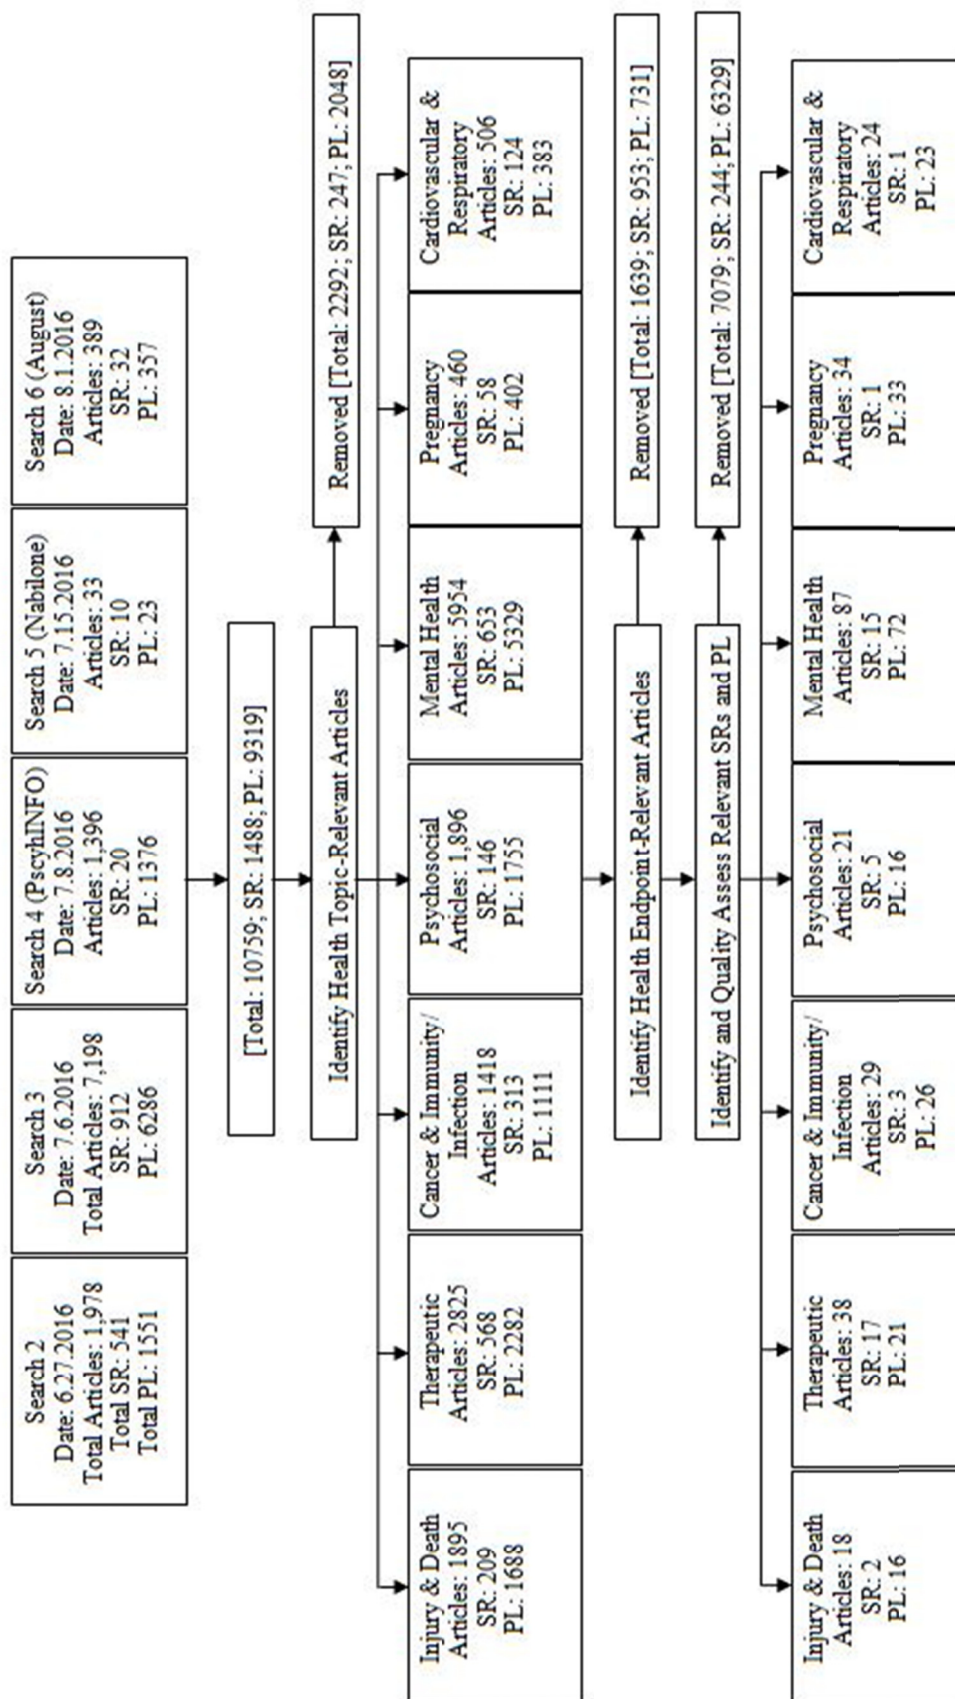 Search 2
Date: 6.27.2016
Total Articles: 1,978
Total SR: 541
Total PL: 1551
Search 3
Date: 7.6.2016
Total Articles: 7,198
SR: 912
PL: 6286
Search 4 (PscyhINFO)
Date: 7.8.2016
Articles: 1,396
SR: 20
PL: 1376
Search 5 (Nabilone)
Date: 7.15.2016
Articles: 33
SR: 10
PL: 23
Search 6 (August)
Date: 8.1.2016
Articles: 389
SR: 32
PL: 357
[Total: 10759; SR: 1488; PL: 9319]
Identify Health Topic-Relevant Articles
Removed [Total: 2292; SR: 247; PL: 2048]
Injury & Death
Articles: 1895
SR: 209
PL: 1688
Therapeutic
Articles: 2825
SR: 568
PL: 2282
Cancer & Immunity/
Infection
Articles: 1418
SR: 313
PL: 1111
Psychosocial
Articles: 1,896
SR: 146
PL: 1755
Mental Health
Articles: 5954
SR: 653
PL: 5329
Pregnancy
Articles: 460
SR: 58
PL: 402
Cardiovascular &
Respiratory
Articles: 506
SR: 124
PL: 383
Identify Health Endpoint-Relevant Articles
Removed [Total: 1639; SR: 953; PL: 731]
Identify and Quality Assess Relevant SRs and PL
Removed [Total: 7079; SR: 244; PL: 6329]
Injury & Death
Articles: 18
SR: 2
PL: 16
Therapeutic
Articles: 38
SR: 17
PL: 21
Cancer & Immunity/
Infection
Articles: 29
SR: 3
PL: 26
Psychosocial
Articles: 21
SR: 5
PL: 16
Mental Health
Articles: 87
SR: 15
PL: 72
Pregnancy
Articles: 34
SR: 1
PL: 33
Cardiovascular &
Respiratory
Articles: 24
SR: 1
PL: 23